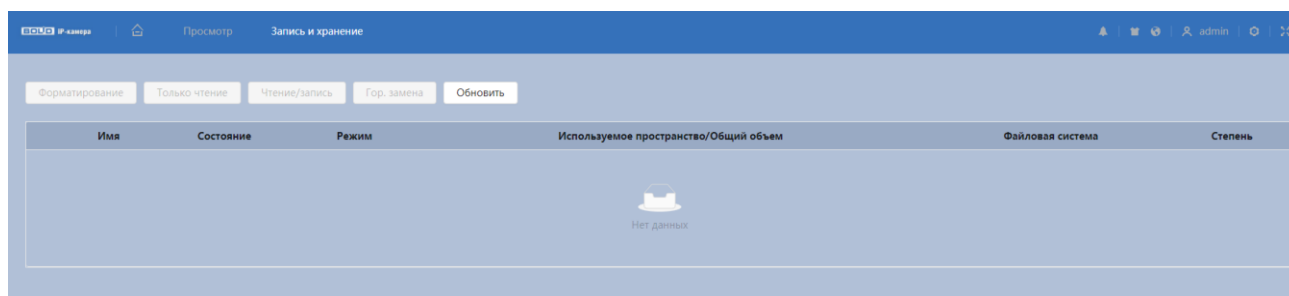 BOLID IP-камера Просмотр Запись и хранение admin
Форматирование Только чтение Чтение/запись Гор. замена Обновить
Имя Состояние Режим Используемое пространство/Общий объем Файловая система Степень
Нет данных